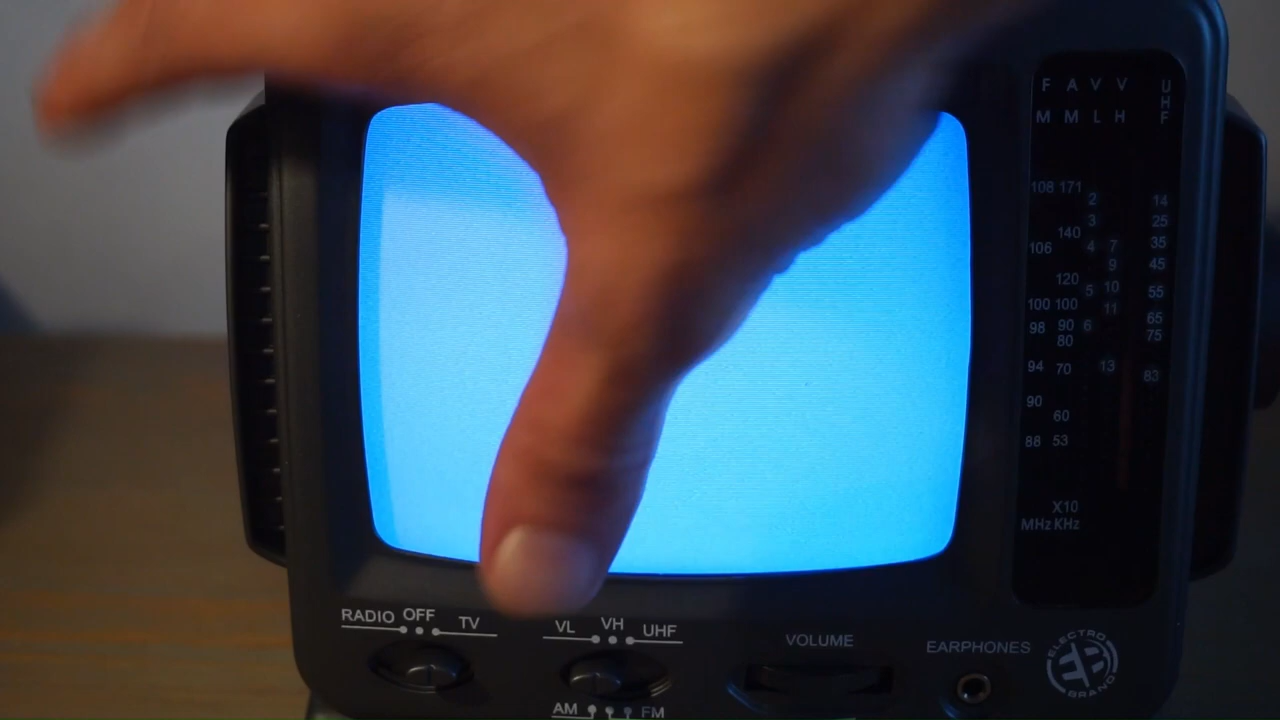 F A V V U
H
M M L H F
108 171
2 14
3 25
140 35
106 4 7
9 45
120
5 10 55
100 100 11
65
98 90 6 75
80
94 70 13 83
90
60
88 53
X10
MHz KHz
RADIO OFF TV
VL VH UHF
VOLUME
EARPHONES
ELECTRO
BRAND
AM FM